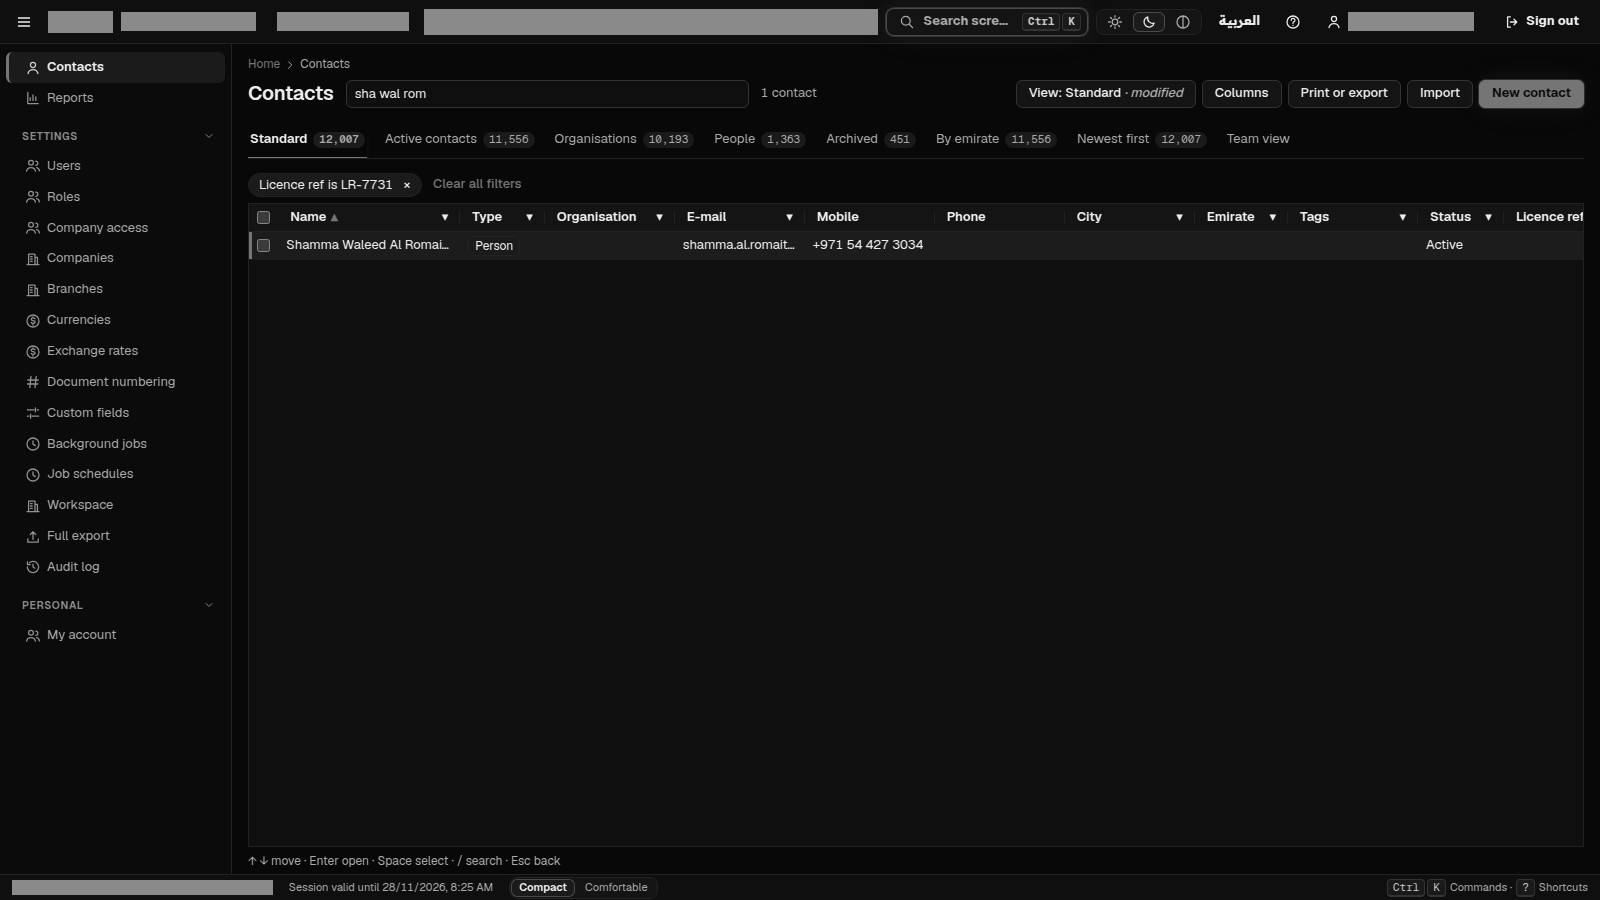 Search scre... Ctrl K العربية Sign out
Contacts
Reports
SETTINGS
Users
Roles
Company access
Companies
Branches
Currencies
Exchange rates
Document numbering
Custom fields
Background jobs
Job schedules
Workspace
Full export
Audit log
PERSONAL
My account
Home > Contacts
Contacts sha wal rom 1 contact View: Standard · modified Columns Print or export Import New contact
Standard 12,007 Active contacts 11,556 Organisations 10,193 People 1,363 Archived 451 By emirate 11,556 Newest first 12,007 Team view
Licence ref is LR-7731 × Clear all filters
Name ▲ ▼ Type ▼ Organisation ▼ E-mail ▼ Mobile Phone City ▼ Emirate ▼ Tags ▼ Status ▼ Licence ref
Shamma Waleed Al Romai... Person shamma.al.romait... +971 54 427 3034 Active
↑↓ move · Enter open · Space select · / search · Esc back
Session valid until 28/11/2026, 8:25 AM Compact Comfortable Ctrl K Commands · ? Shortcuts